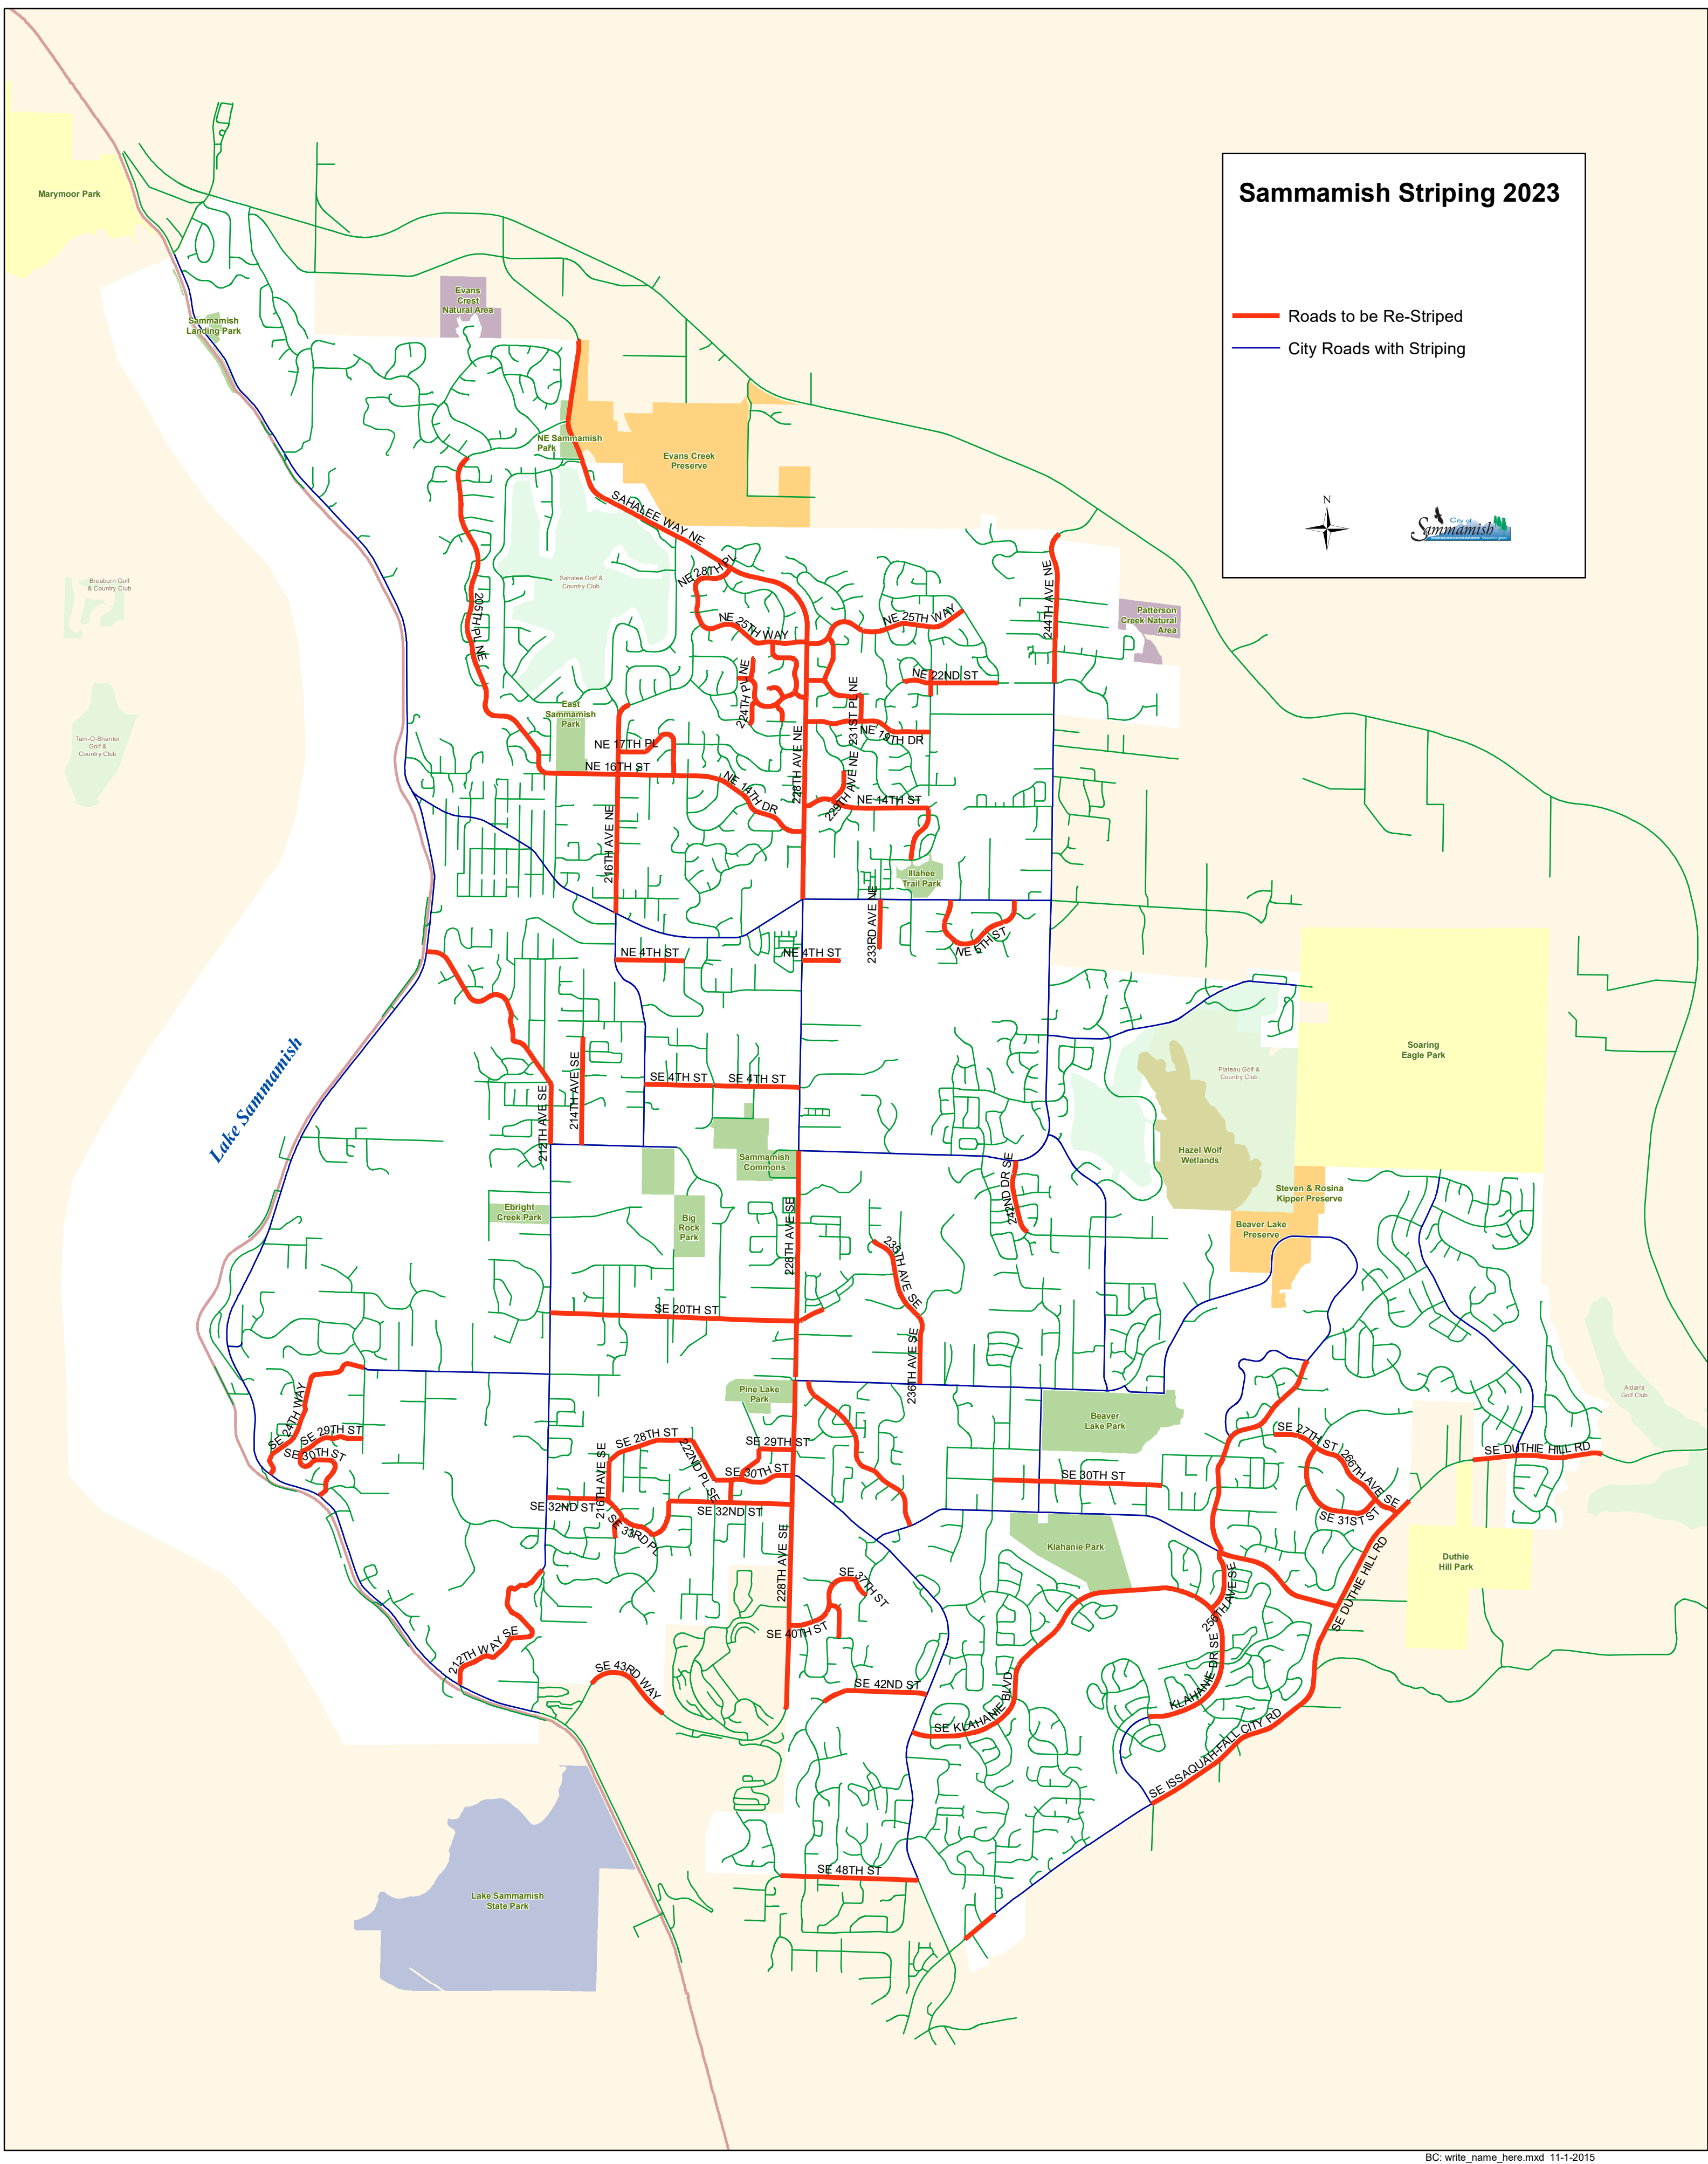 Sammamish Striping 2023
Roads to be Re-Striped
City Roads with Striping
N
City of
Sammamish
Marymoor Park
Evans
Crest
Natural Area
Sammamish
Landing Park
NE Sammamish
Park
Evans Creek
Preserve
SAHALEE WAY NE
Breaburn Golf
& Country Club
Sahalee Golf &
Country Club
NE 28TH PL
205TH PL NE
NE 25TH WAY
NE 25TH WAY
244TH AVE NE
Patterson
Creek Natural
Area
224TH PL NE
NE 22ND ST
231ST PL NE
East
Sammamish
Park
Tam-O-Shanter
Golf &
Country Club
NE 17TH PL
NE 19TH DR
NE 16TH ST
228TH AVE NE
NE 14TH DR
229TH AVE NE
NE 14TH ST
216TH AVE NE
Illahee
Trail Park
233RD AVE NE
NE 4TH ST
NE 4TH ST
NE 5TH ST
Lake Sammamish
Soaring
Eagle Park
Plateau Golf &
Country Club
214TH AVE SE
SE 4TH ST
SE 4TH ST
212TH AVE SE
Sammamish
Commons
Hazel Wolf
Wetlands
242ND DR SE
Steven & Rosina
Kipper Preserve
Ebright
Creek Park
Big
Rock
Park
228TH AVE SE
Beaver Lake
Preserve
235TH AVE SE
SE 20TH ST
236TH AVE SE
Pine Lake
Park
Beaver
Lake Park
Aldarra
Golf Club
SE 24TH WAY
SE 29TH ST
SE 30TH ST
SE 28TH ST
222ND PL SE
SE 29TH ST
SE 30TH ST
216TH AVE SE
SE 32ND ST
SE 32ND ST
SE 33RD PL
SE 30TH ST
SE 27TH ST
266TH AVE SE
SE 31ST ST
SE DUTHIE HILL RD
SE DUTHIE HILL RD
Klahanie Park
Duthie
Hill Park
228TH AVE SE
SE 37TH ST
SE 40TH ST
256TH AVE SE
212TH WAY SE
SE 43RD WAY
SE 42ND ST
SE KLAHANIE BLVD
KLAHANIE DR SE
SE ISSAQUAH-FALL CITY RD
SE 48TH ST
Lake Sammamish
State Park
BC: write_name_here.mxd 11-1-2015